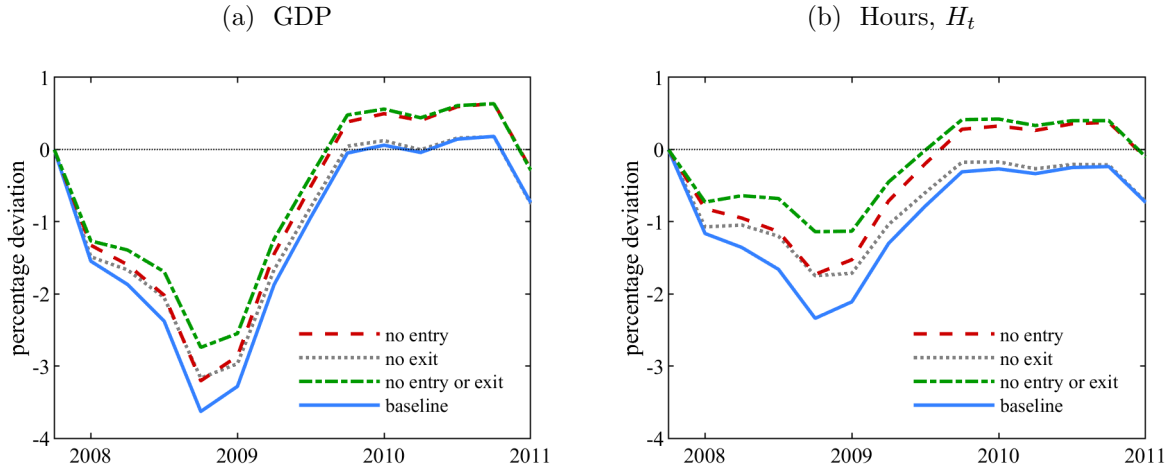 (a) GDP
percentage deviation
1
0
-1
-2
-3
-4
2008
2009
2010
2011
no entry
no exit
no entry or exit
baseline
(b) Hours, H_t
percentage deviation
1
0
-1
-2
-3
-4
2008
2009
2010
2011
no entry
no exit
no entry or exit
baseline